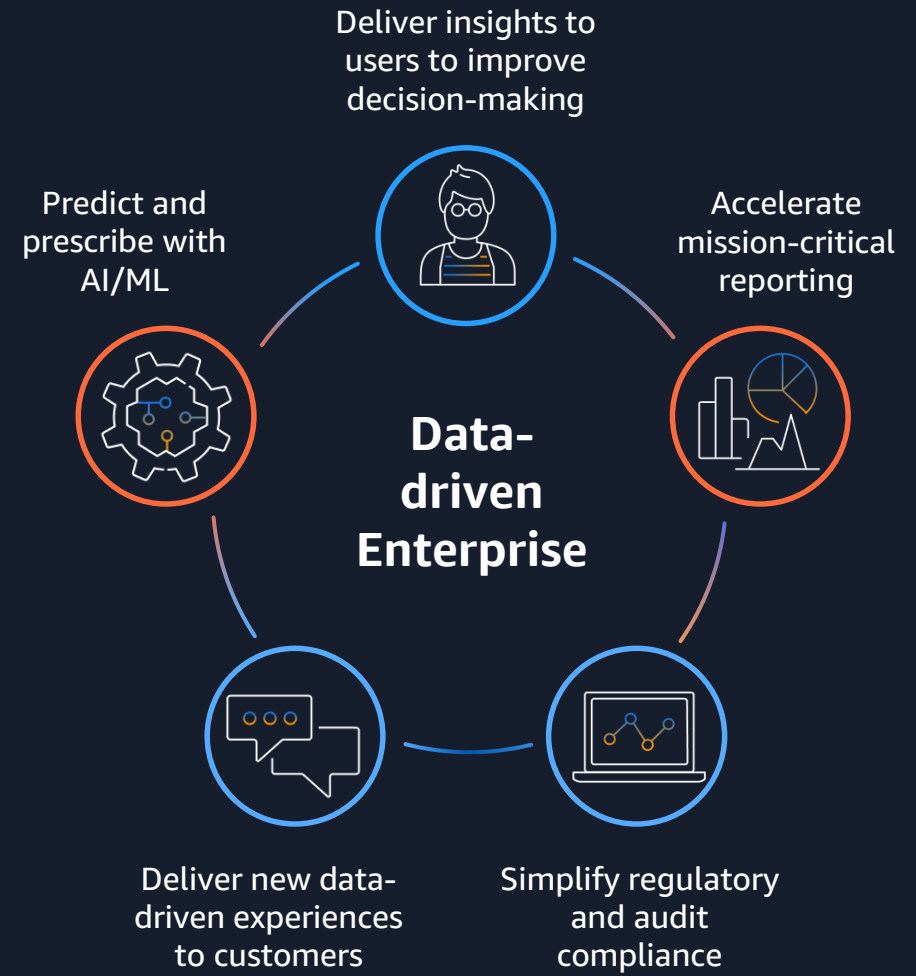 Deliver insights to
users to improve
decision-making
Predict and
prescribe with
AI/ML
Accelerate
mission-critical
reporting
Data-
driven
Enterprise
Deliver new data-
driven experiences
to customers
Simplify regulatory
and audit
compliance